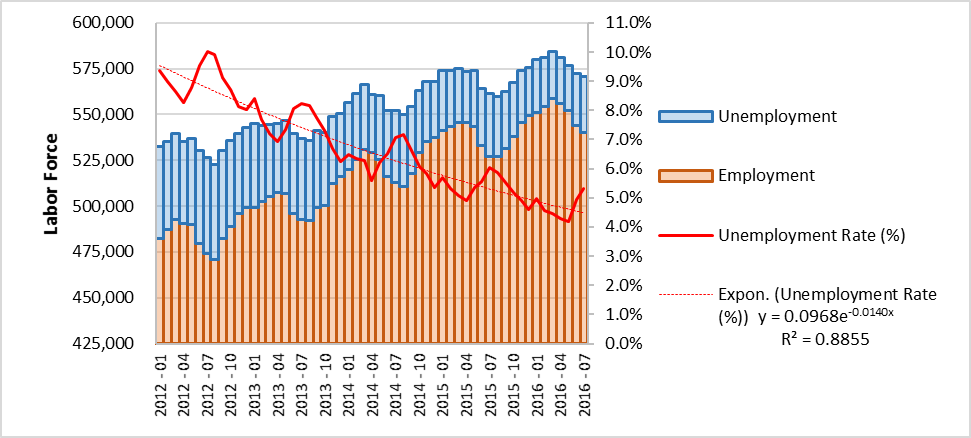 600,000
575,000
550,000
525,000
500,000
475,000
450,000
425,000
Labor Force
11.0%
10.0%
9.0%
8.0%
7.0%
6.0%
5.0%
4.0%
3.0%
2.0%
1.0%
0.0%
2012 - 01
2012 - 04
2012 - 07
2012 - 10
2013 - 01
2013 - 04
2013 - 07
2013 - 10
2014 - 01
2014 - 04
2014 - 07
2014 - 10
2015 - 01
2015 - 04
2015 - 07
2015 - 10
2016 - 01
2016 - 04
2016 - 07
Unemployment
Employment
Unemployment Rate (%)
Expon. (Unemployment Rate
(%)) y = 0.0968e^-0.0140x
R² = 0.8855